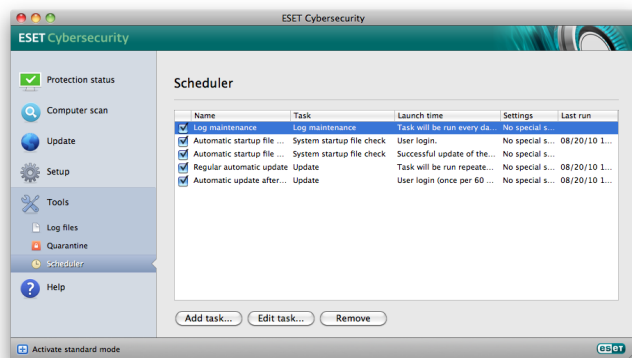 ESET Cybersecurity
ESET Cybersecurity
Protection status
Computer scan
Update
Setup
Tools
Log files
Quarantine
Scheduler
Help
Scheduler
Name Task Launch time Settings Last run
Log maintenance Log maintenance Task will be run every da... No special s...
Automatic startup file ... System startup file check User login. No special s... 08/20/10 1...
Automatic startup file ... System startup file check Successful update of the... No special s...
Regular automatic update Update Task will be run repeate... No special s... 08/20/10 1...
Automatic update after... Update User login (once per 60 ... No special s... 08/20/10 1...
Add task... Edit task... Remove
Activate standard mode
eset